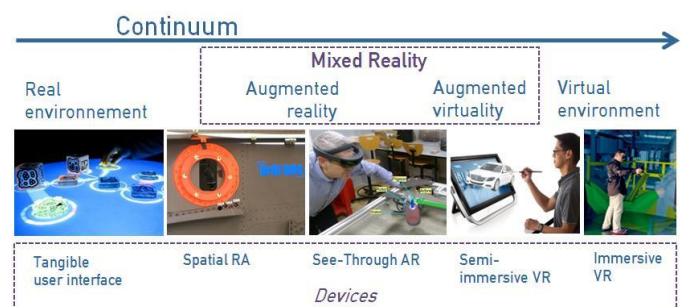 Continuum
Mixed Reality
Real
environnement
Augmented
reality
Augmented
virtuality
Virtual
environment
Tangible
user interface
Spatial RA
See-Through AR
Semi-
immersive VR
Immersive
VR
Devices